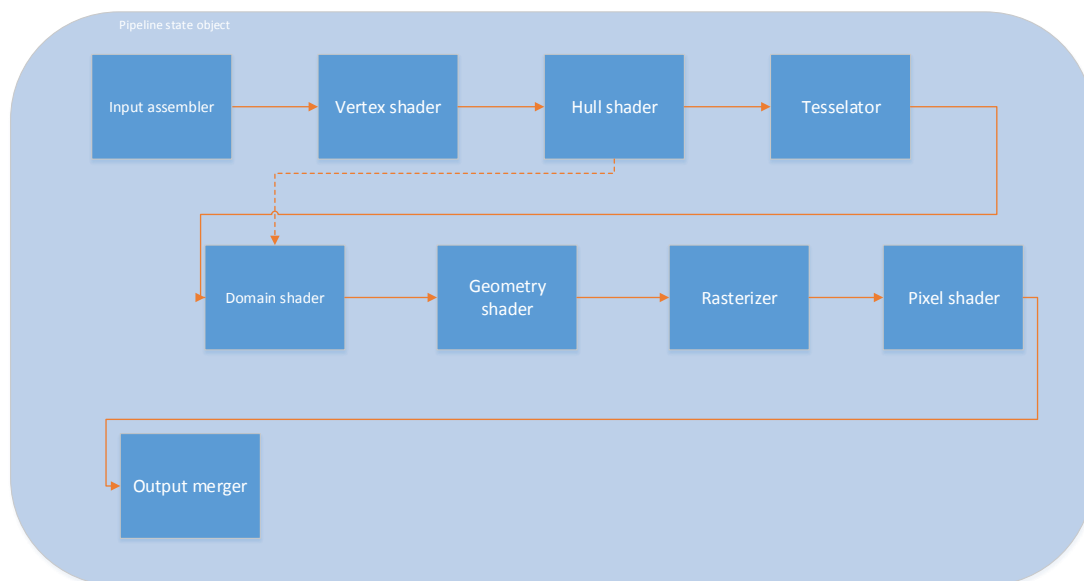 Pipeline state object
Input assembler
Vertex shader
Hull shader
Tesselator
Domain shader
Geometry
shader
Rasterizer
Pixel shader
Output merger